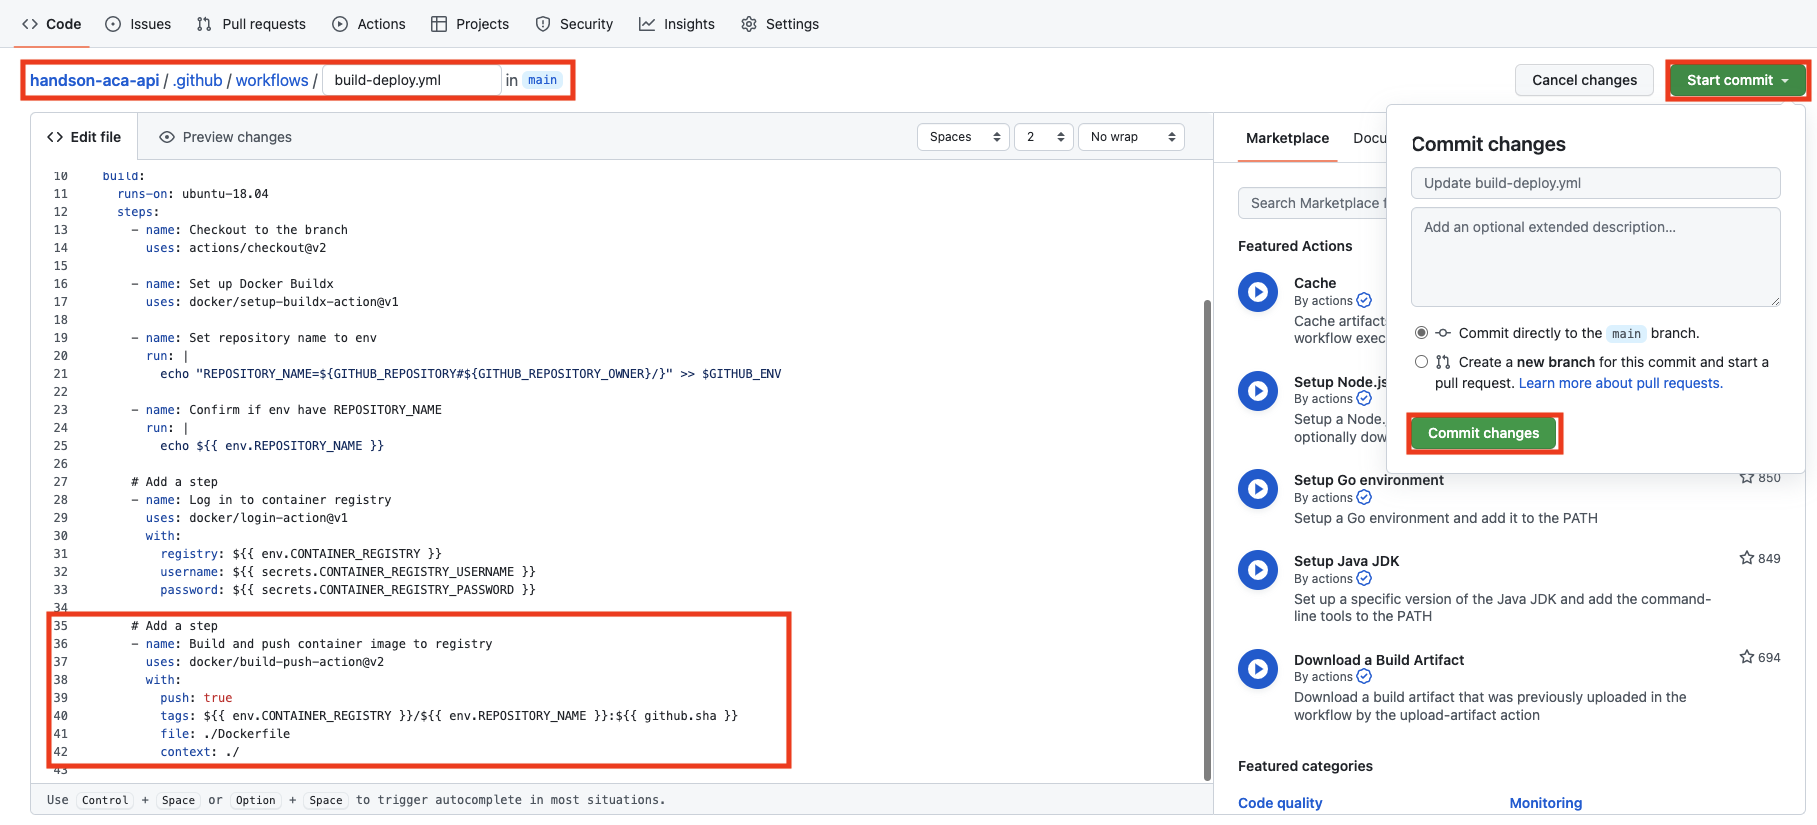 Code Issues Pull requests Actions Projects Security Insights Settings
handson-aca-api / .github / workflows / build-deploy.yml in main
Cancel changes Start commit
Edit file Preview changes
Spaces 2 No wrap
10 build:
11 runs-on: ubuntu-18.04
12 steps:
13 - name: Checkout to the branch
14 uses: actions/checkout@v2
15
16 - name: Set up Docker Buildx
17 uses: docker/setup-buildx-action@v1
18
19 - name: Set repository name to env
20 run: |
21 echo "REPOSITORY_NAME=${GITHUB_REPOSITORY#${GITHUB_REPOSITORY_OWNER}/}" >> $GITHUB_ENV
22
23 - name: Confirm if env have REPOSITORY_NAME
24 run: |
25 echo ${{ env.REPOSITORY_NAME }}
26
27 # Add a step
28 - name: Log in to container registry
29 uses: docker/login-action@v1
30 with:
31 registry: ${{ env.CONTAINER_REGISTRY }}
32 username: ${{ secrets.CONTAINER_REGISTRY_USERNAME }}
33 password: ${{ secrets.CONTAINER_REGISTRY_PASSWORD }}
34
35 # Add a step
36 - name: Build and push container image to registry
37 uses: docker/build-push-action@v2
38 with:
39 push: true
40 tags: ${{ env.CONTAINER_REGISTRY }}/${{ env.REPOSITORY_NAME }}:${{ github.sha }}
41 file: ./Dockerfile
42 context: ./
43
Use Control + Space or Option + Space to trigger autocomplete in most situations.
Marketplace Docu
Search Marketplace f
Featured Actions
Cache
By actions
Cache artifact
workflow exec
Setup Node.js
By actions
Setup a Node.
optionally dow
Setup Go environment
850
By actions
Setup a Go environment and add it to the PATH
Setup Java JDK
849
By actions
Set up a specific version of the Java JDK and add the command-
line tools to the PATH
Download a Build Artifact
694
By actions
Download a build artifact that was previously uploaded in the
workflow by the upload-artifact action
Featured categories
Code quality Monitoring
Commit changes
Update build-deploy.yml
Add an optional extended description...
Commit directly to the main branch.
Create a new branch for this commit and start a
pull request. Learn more about pull requests.
Commit changes